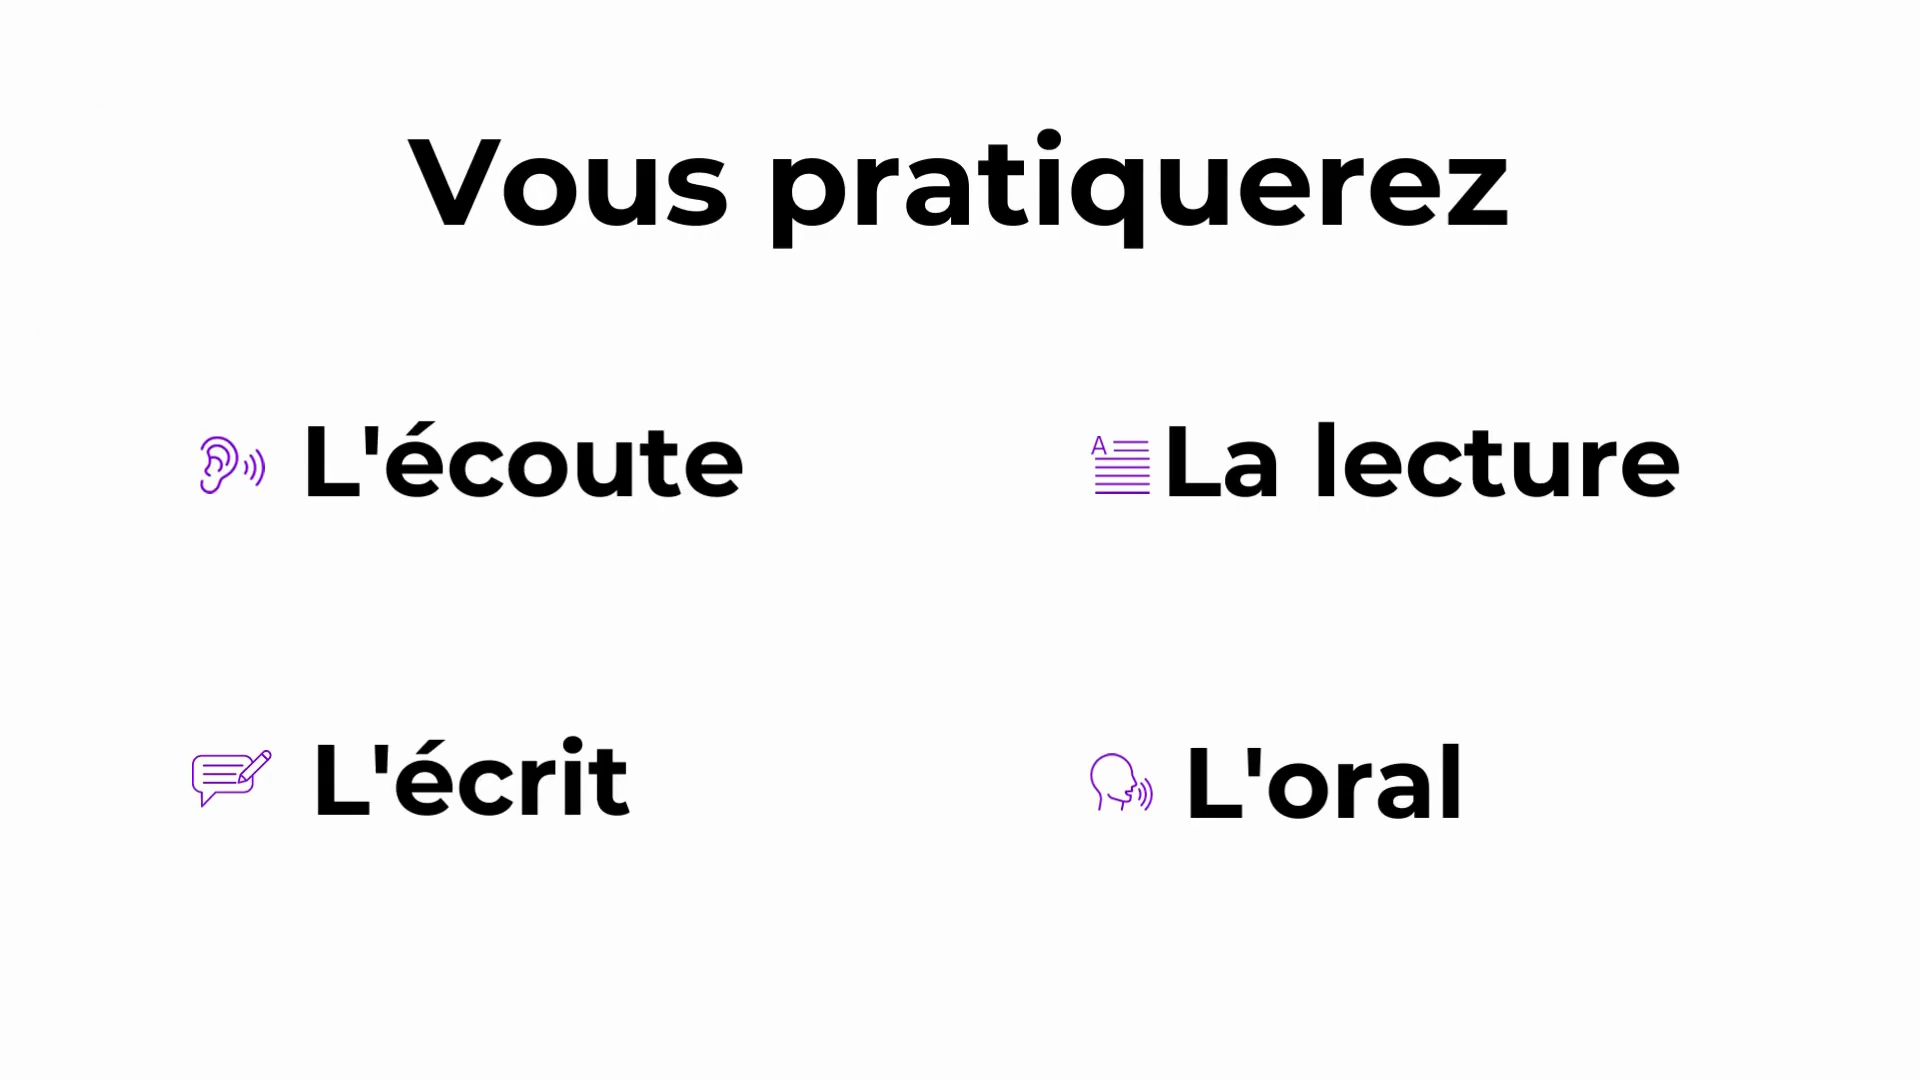 Vous pratiquerez
L'écoute
La lecture
L'écrit
L'oral